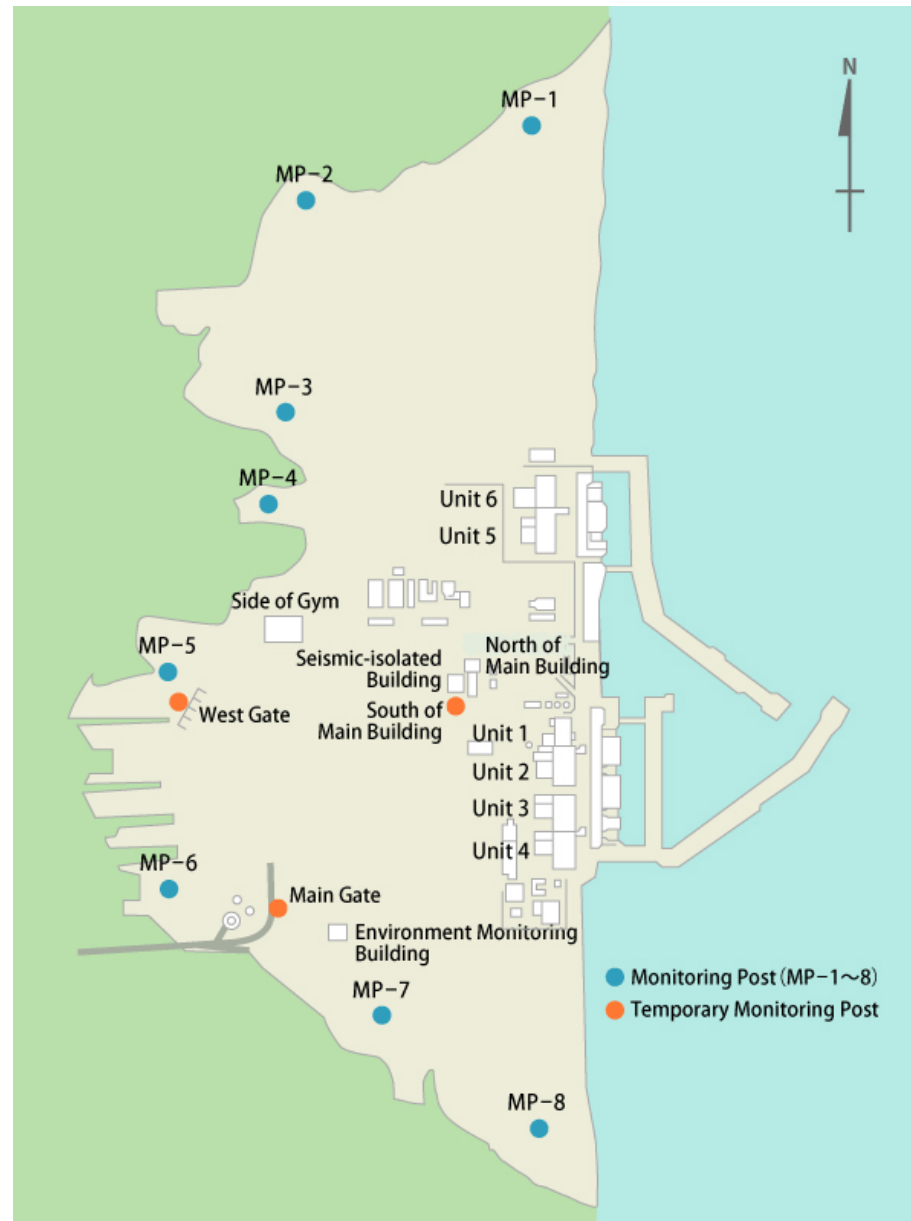 MP-1
N
MP-2
MP-3
MP-4
Unit 6
Unit 5
Side of Gym
MP-5
North of
Main Building
Seismic-isolated
Building
West Gate
South of
Main Building
Unit 1
Unit 2
Unit 3
Unit 4
MP-6
Main Gate
Environment Monitoring
Building
MP-7
Monitoring Post (MP-1～8)
Temporary Monitoring Post
MP-8